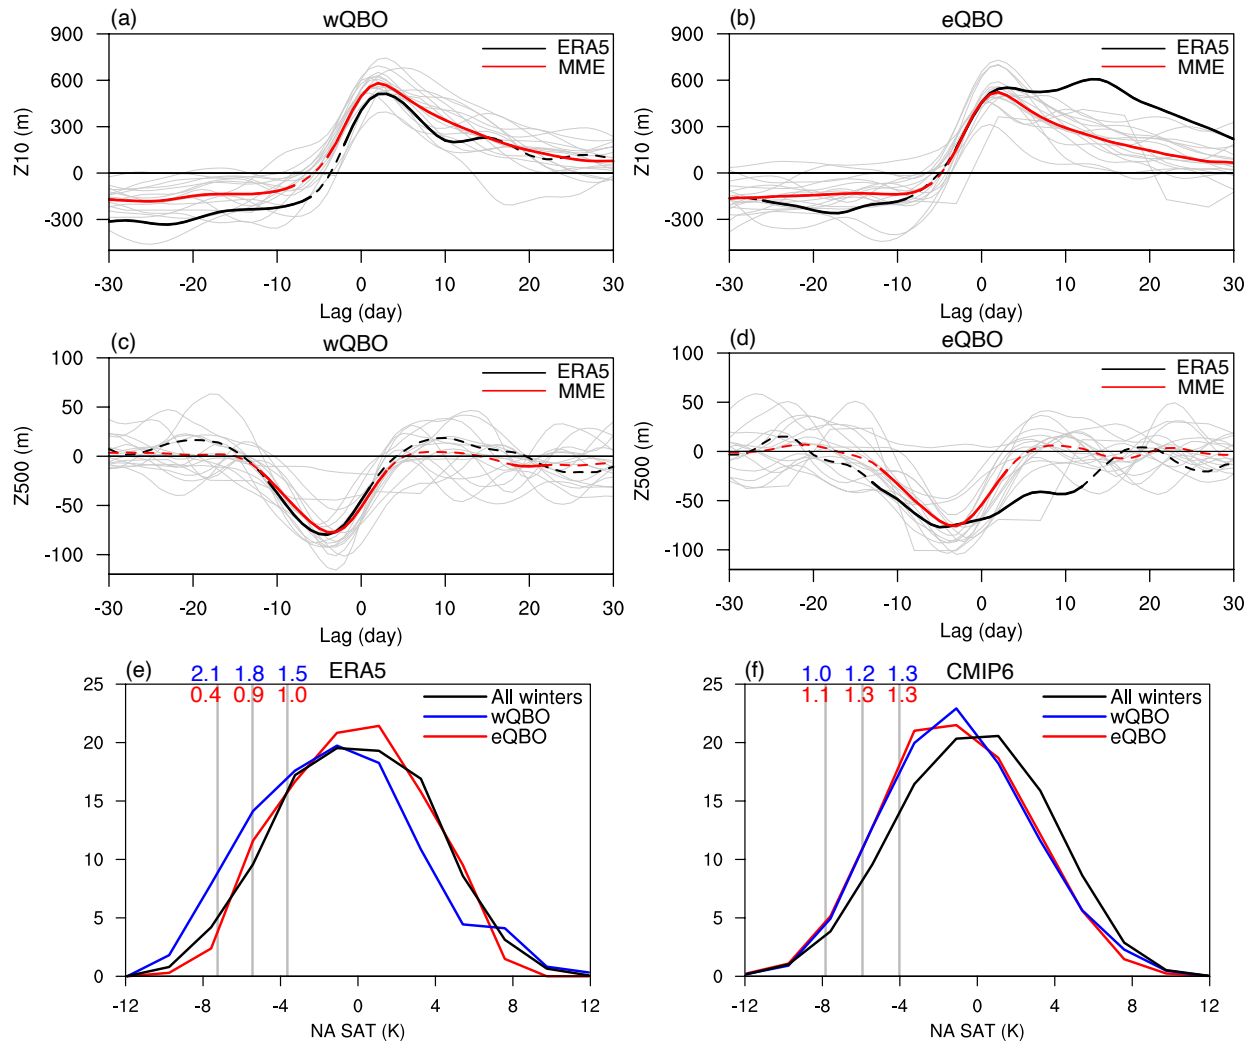 (a) wQBO
900
600
300
0
-300
Z10 (m)
ERA5
MME
-30 -20 -10 0 10 20 30
Lag (day)
(b) eQBO
900
600
300
0
-300
Z10 (m)
ERA5
MME
-30 -20 -10 0 10 20 30
Lag (day)
(c) wQBO
100
50
0
-50
-100
Z500 (m)
ERA5
MME
-30 -20 -10 0 10 20 30
Lag (day)
(d) eQBO
100
50
0
-50
-100
Z500 (m)
ERA5
MME
-30 -20 -10 0 10 20 30
Lag (day)
(e) 2.1 1.8 1.5 ERA5
0.4 0.9 1.0
25
20
15
10
5
0
All winters
wQBO
eQBO
-12 -8 -4 0 4 8 12
NA SAT (K)
(f) 1.0 1.2 1.3 CMIP6
1.1 1.3 1.3
25
20
15
10
5
0
All winters
wQBO
eQBO
-12 -8 -4 0 4 8 12
NA SAT (K)